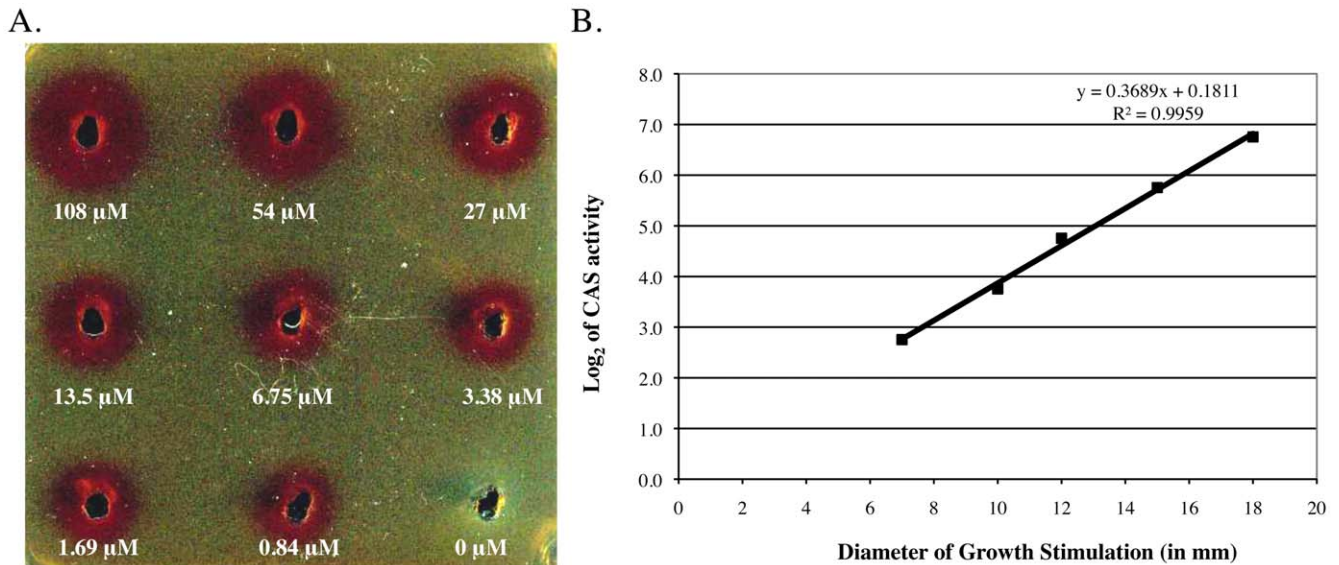 A.
108 µM
54 µM
27 µM
13.5 µM
6.75 µM
3.38 µM
1.69 µM
0.84 µM
0 µM
B.
y = 0.3689x + 0.1811
R² = 0.9959
8.0
7.0
6.0
5.0
4.0
3.0
2.0
1.0
0.0
Log₂ of CAS activity
0 2 4 6 8 10 12 14 16 18 20
Diameter of Growth Stimulation (in mm)